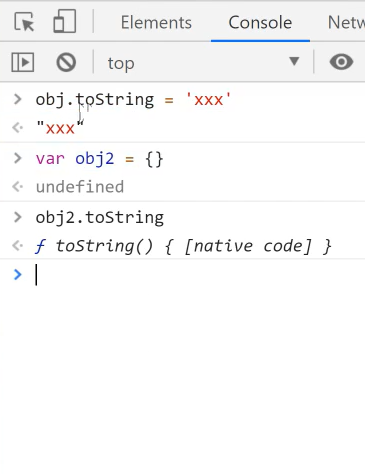 Elements Console Netw
top
> obj.toString = 'xxx'
<· "xxx"
> var obj2 = {}
<· undefined
> obj2.toString
<· ƒ toString() { [native code] }
>